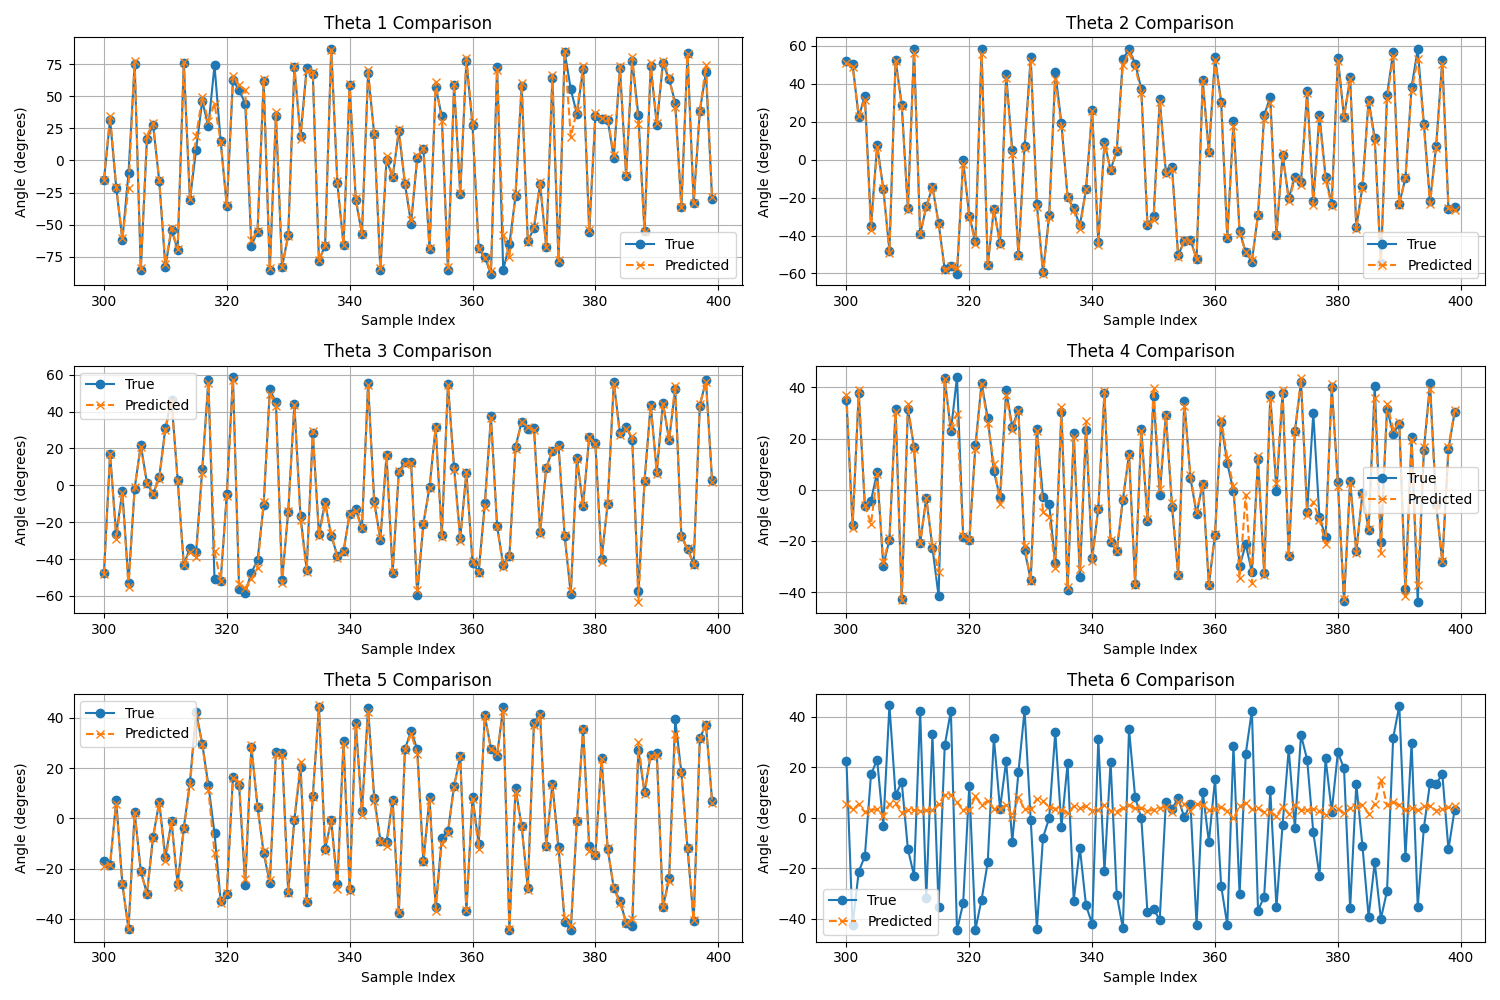 Theta 1 Comparison
Angle (degrees)
75
50
25
0
−25
−50
−75
True
Predicted
300
320
340
360
380
400
Sample Index
Theta 2 Comparison
Angle (degrees)
60
40
20
0
−20
−40
−60
True
Predicted
300
320
340
360
380
400
Sample Index
Theta 3 Comparison
Angle (degrees)
60
40
20
0
−20
−40
−60
True
Predicted
300
320
340
360
380
400
Sample Index
Theta 4 Comparison
Angle (degrees)
40
20
0
−20
−40
True
Predicted
300
320
340
360
380
400
Sample Index
Theta 5 Comparison
Angle (degrees)
40
20
0
−20
−40
True
Predicted
300
320
340
360
380
400
Sample Index
Theta 6 Comparison
Angle (degrees)
40
20
0
−20
−40
True
Predicted
300
320
340
360
380
400
Sample Index